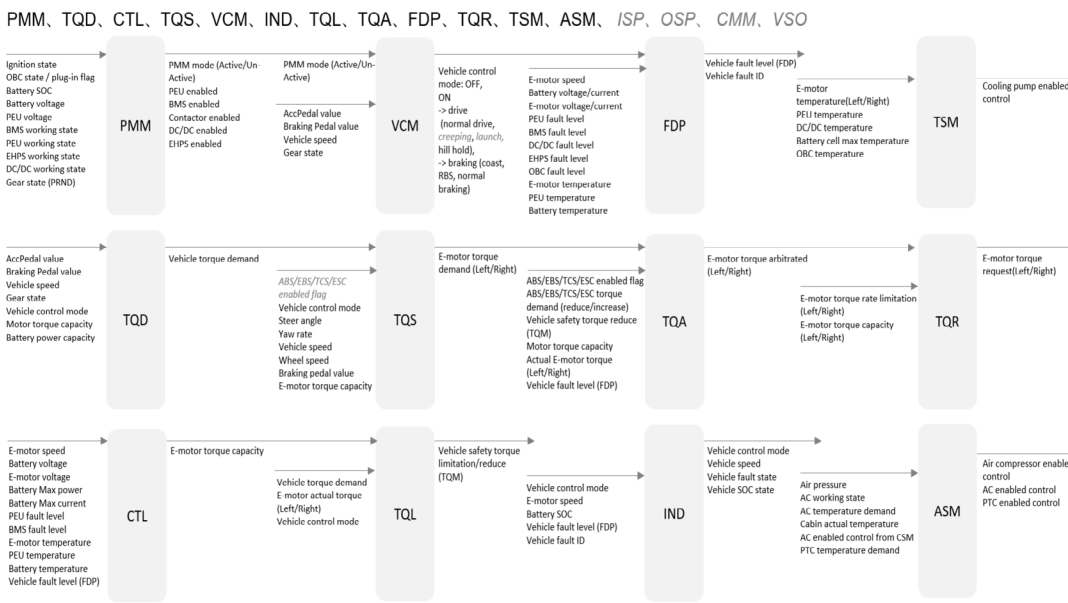 PMM、TQD、CTL、TQS、VCM、IND、TQL、TQA、FDP、TQR、TSM、ASM、ISP、OSP、CMM、VSO
Ignition state
OBC state / plug-in flag
Battery SOC
Battery voltage
PEU voltage
BMS working state
PEU working state
EHPS working state
DC/DC working state
Gear state (PRND)
PMM
PMM mode (Active/Un-
Active)
PEU enabled
BMS enabled
Contactor enabled
DC/DC enabled
EHPS enabled
PMM mode (Active/Un-
Active)
AccPedal value
Braking Pedal value
Vehicle speed
Gear state
VCM
Vehicle control
mode: OFF,
ON
-> drive
(normal drive,
creeping, launch,
hill hold),
-> braking (coast,
RBS, normal
braking)
E-motor speed
Battery voltage/current
E-motor voltage/current
PEU fault level
BMS fault level
DC/DC fault level
EHPS fault level
OBC fault level
E-motor temperature
PEU temperature
Battery temperature
FDP
Vehicle fault level (FDP)
Vehicle fault ID
E-motor
temperature(Left/Right)
PEU temperature
DC/DC temperature
Battery cell max temperature
OBC temperature
TSM
Cooling pump enabled
control
AccPedal value
Braking Pedal value
Vehicle speed
Gear state
Vehicle control mode
Motor torque capacity
Battery power capacity
TQD
Vehicle torque demand
ABS/EBS/TCS/ESC
enabled flag
Vehicle control mode
Steer angle
Yaw rate
Vehicle speed
Wheel speed
Braking pedal value
E-motor torque capacity
TQS
E-motor torque
demand (Left/Right)
ABS/EBS/TCS/ESC enabled flag
ABS/EBS/TCS/ESC torque
demand (reduce/increase)
Vehicle safety torque reduce
(TQM)
Motor torque capacity
Actual E-motor torque
(Left/Right)
Vehicle fault level (FDP)
TQA
E-motor torque arbitrated
(Left/Right)
E-motor torque rate limitation
(Left/Right)
E-motor torque capacity
(Left/Right)
TQR
E-motor torque
request(Left/Right)
E-motor speed
Battery voltage
E-motor voltage
Battery Max power
Battery Max current
PEU fault level
BMS fault level
E-motor temperature
PEU temperature
Battery temperature
Vehicle fault level (FDP)
CTL
E-motor torque capacity
Vehicle torque demand
E-motor actual torque
(Left/Right)
Vehicle control mode
TQL
Vehicle safety torque
limitation/reduce
(TQM)
Vehicle control mode
E-motor speed
Battery SOC
Vehicle fault level (FDP)
Vehicle fault ID
IND
Vehicle control mode
Vehicle speed
Vehicle fault state
Vehicle SOC state
Air pressure
AC working state
AC temperature demand
Cabin actual temperature
AC enabled control from CSM
PTC temperature demand
ASM
Air compressor enable
control
AC enabled control
PTC enabled control